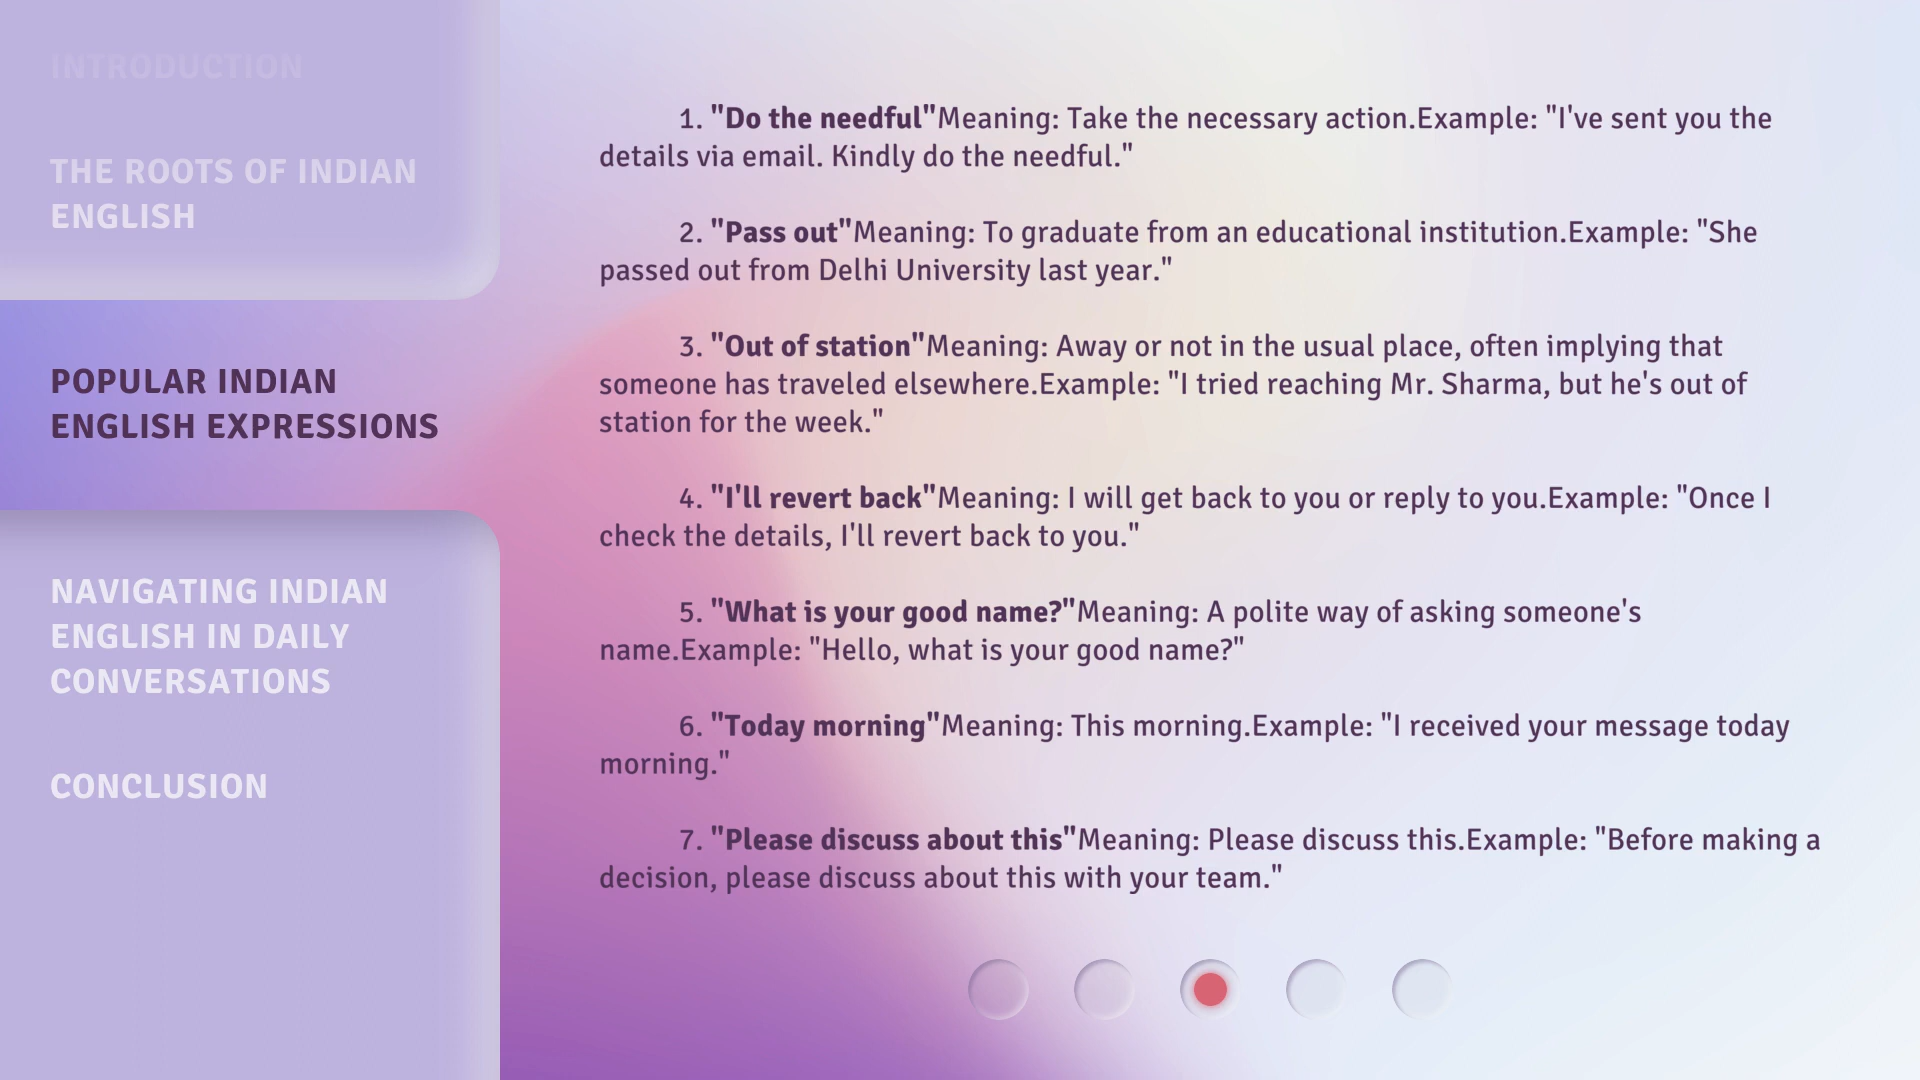 INTRODUCTION
THE ROOTS OF INDIAN
ENGLISH
POPULAR INDIAN
ENGLISH EXPRESSIONS
NAVIGATING INDIAN
ENGLISH IN DAILY
CONVERSATIONS
CONCLUSION
1. "Do the needful"Meaning: Take the necessary action.Example: "I've sent you the
details via email. Kindly do the needful."
2. "Pass out"Meaning: To graduate from an educational institution.Example: "She
passed out from Delhi University last year."
3. "Out of station"Meaning: Away or not in the usual place, often implying that
someone has traveled elsewhere.Example: "I tried reaching Mr. Sharma, but he's out of
station for the week."
4. "I'll revert back"Meaning: I will get back to you or reply to you.Example: "Once I
check the details, I'll revert back to you."
5. "What is your good name?"Meaning: A polite way of asking someone's
name.Example: "Hello, what is your good name?"
6. "Today morning"Meaning: This morning.Example: "I received your message today
morning."
7. "Please discuss about this"Meaning: Please discuss this.Example: "Before making a
decision, please discuss about this with your team."